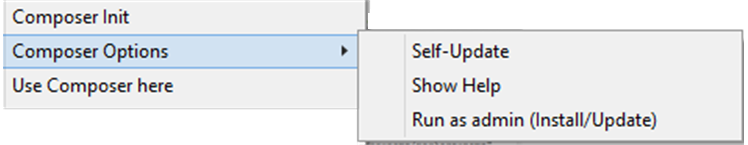 Composer Init
Composer Options
Use Composer here
Self-Update
Show Help
Run as admin (Install/Update)